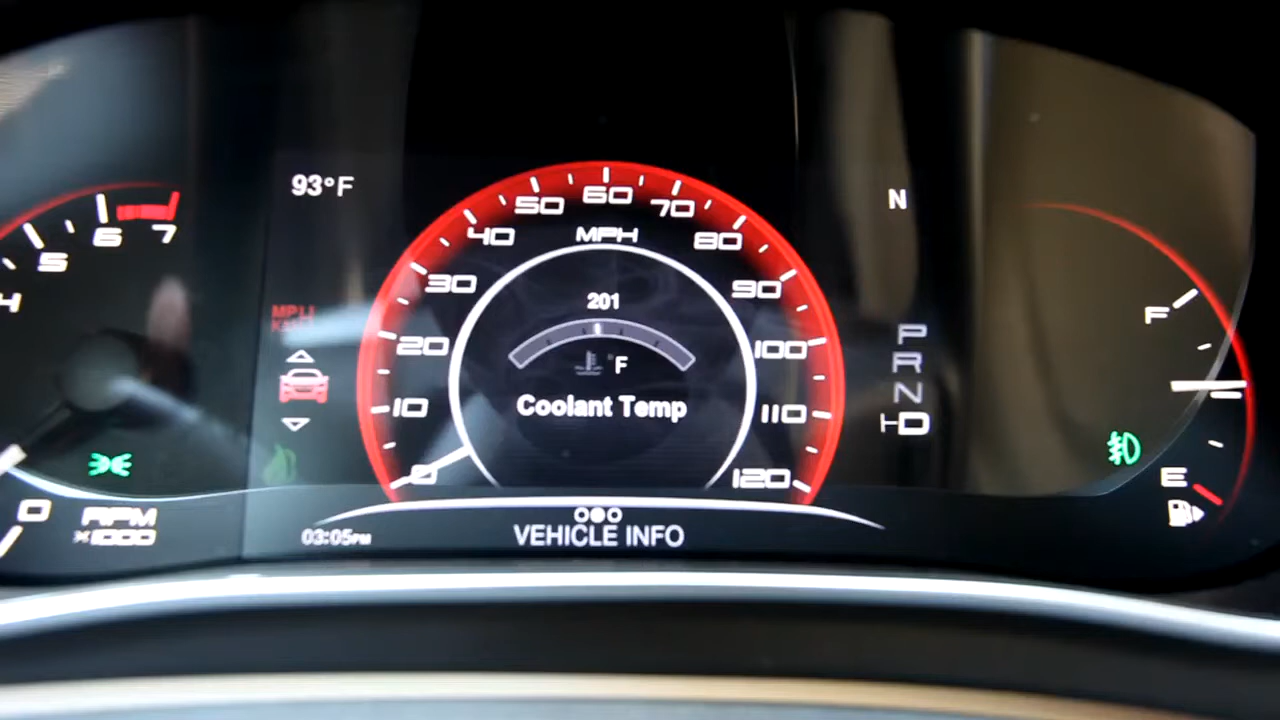 93°F
N
4
5
6
7
0
RPM
x1000
0
10
20
30
40
50
60
70
80
90
100
110
120
MPH
201
°F
Coolant Temp
P
R
N
D
F
E
03:05PM
VEHICLE INFO